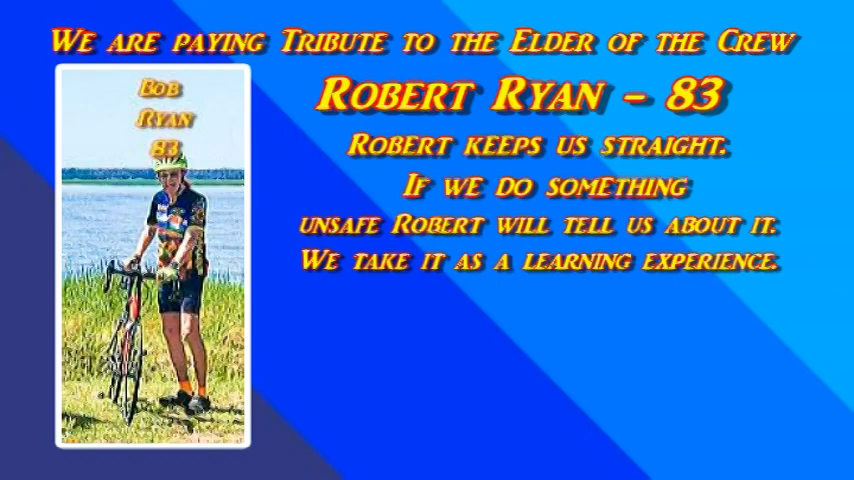 We are paying Tribute to the Elder of the Crew
Bob
Ryan
83
Robert Ryan - 83
Robert keeps us straight.
If we do something
unsafe Robert will tell us about it.
We take it as a learning experience.